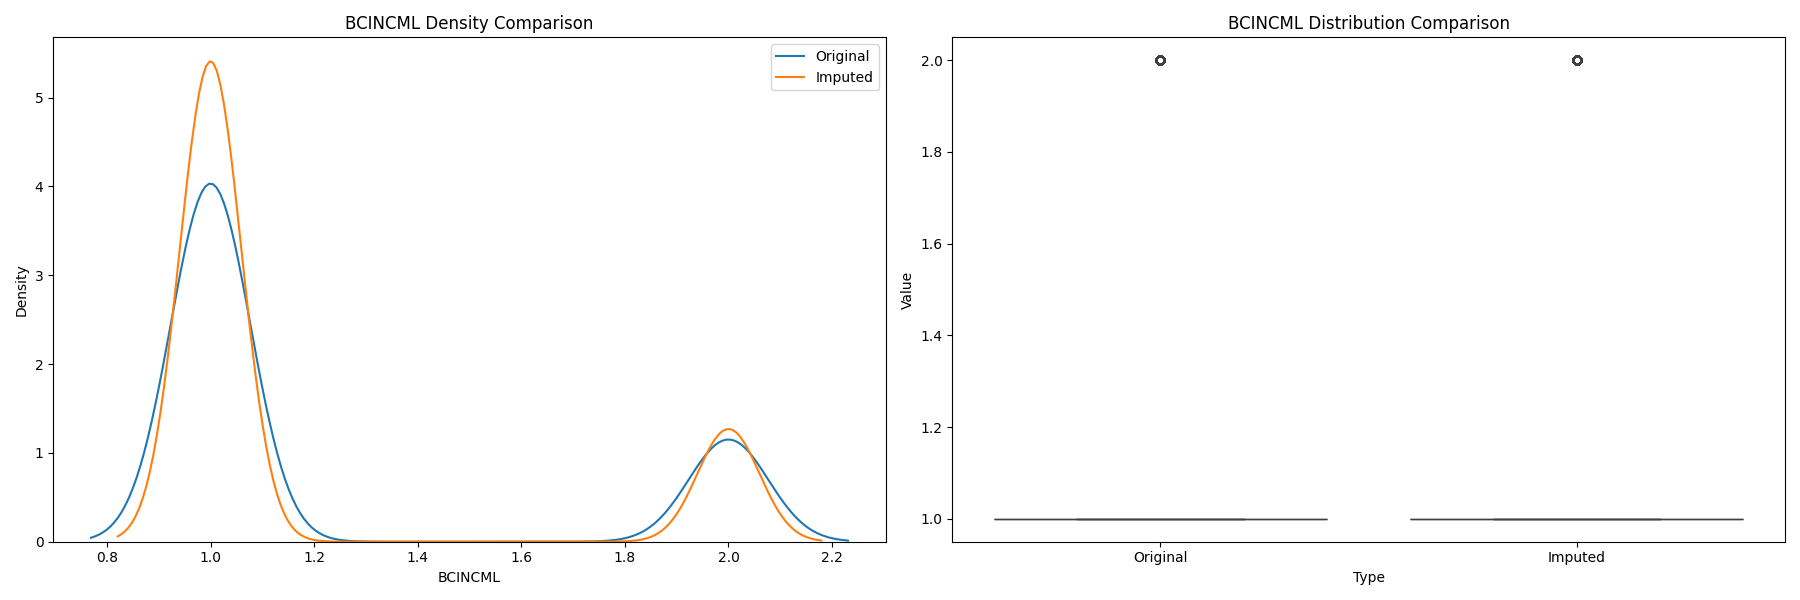 BCINCML Density Comparison
Original
Imputed
Density
5
4
3
2
1
0
0.8 1.0 1.2 1.4 1.6 1.8 2.0 2.2
BCINCML
BCINCML Distribution Comparison
Value
2.0
1.8
1.6
1.4
1.2
1.0
Original Imputed
Type